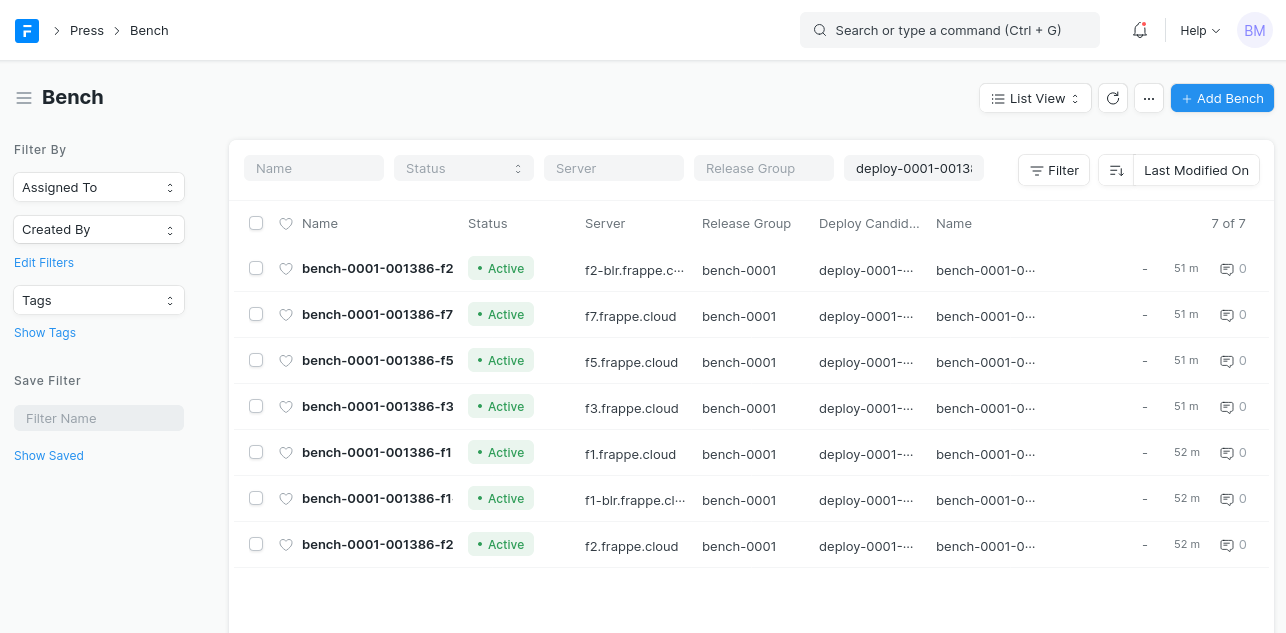 F > Press > Bench Search or type a command (Ctrl + G) Help BM
Bench List View ... + Add Bench
Filter By
Assigned To
Created By
Edit Filters
Tags
Show Tags
Save Filter
Filter Name
Show Saved
Name Status Server Release Group deploy-0001-0013 Filter Last Modified On
Name Status Server Release Group Deploy Candid... Name 7 of 7
bench-0001-001386-f2 • Active f2-blr.frappe.c··· bench-0001 deploy-0001-··· bench-0001-0··· - 51 m 0
bench-0001-001386-f7 • Active f7.frappe.cloud bench-0001 deploy-0001-··· bench-0001-0··· - 51 m 0
bench-0001-001386-f5 • Active f5.frappe.cloud bench-0001 deploy-0001-··· bench-0001-0··· - 51 m 0
bench-0001-001386-f3 • Active f3.frappe.cloud bench-0001 deploy-0001-··· bench-0001-0··· - 51 m 0
bench-0001-001386-f1 • Active f1.frappe.cloud bench-0001 deploy-0001-··· bench-0001-0··· - 52 m 0
bench-0001-001386-f1 • Active f1-blr.frappe.cl··· bench-0001 deploy-0001-··· bench-0001-0··· - 52 m 0
bench-0001-001386-f2 • Active f2.frappe.cloud bench-0001 deploy-0001-··· bench-0001-0··· - 52 m 0